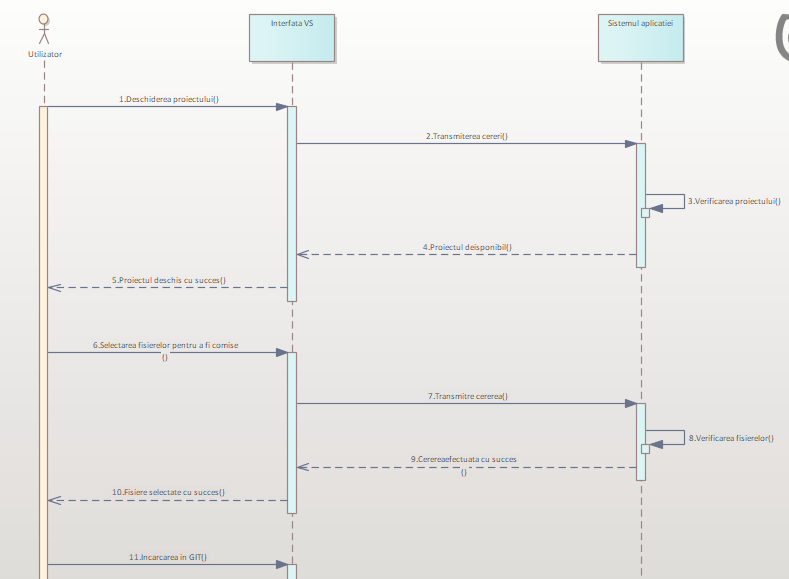 Interfata VS
Sistemul aplicatiei
Utilizator
1.Deschiderea proiectului()
2.Transmiterea cereri()
3.Verificarea proiectului()
4.Proiectul deisponibil()
5.Proiectul deschis cu succes()
6.Selectarea fisierelor pentru a fi comise
()
7.Transmitre cererea()
8.Verificarea fisierelor()
9.Cerereaefectuata cu succes
()
10.Fisiere selectate cu succes()
11.Incarcarea in GIT()